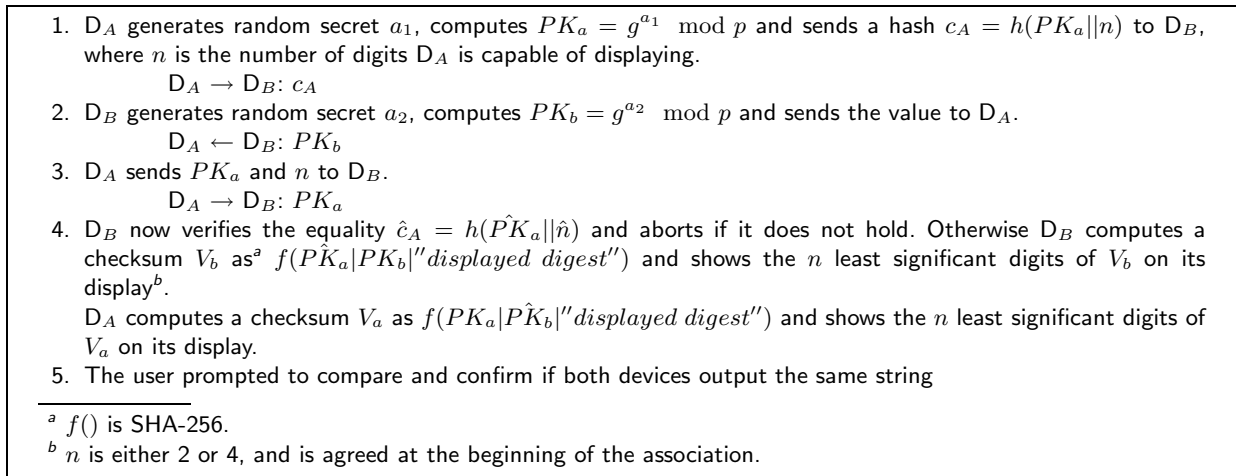 1. D_A generates random secret a_1, computes PK_a = g^{a_1} mod p and sends a hash c_A = h(PK_a||n) to D_B,
where n is the number of digits D_A is capable of displaying.
D_A → D_B: c_A
2. D_B generates random secret a_2, computes PK_b = g^{a_2} mod p and sends the value to D_A.
D_A ← D_B: PK_b
3. D_A sends PK_a and n to D_B.
D_A → D_B: PK_a
4. D_B now verifies the equality ĉ_A = h(P̂K_a||n̂) and aborts if it does not hold. Otherwise D_B computes a
checksum V_b as^a f(PK̂_a|PK_b|''displayed digest'') and shows the n least significant digits of V_b on its
display^b.
D_A computes a checksum V_a as f(PK_a|PK̂_b|''displayed digest'') and shows the n least significant digits of
V_a on its display.
5. The user prompted to compare and confirm if both devices output the same string
^a f() is SHA-256.
^b n is either 2 or 4, and is agreed at the beginning of the association.